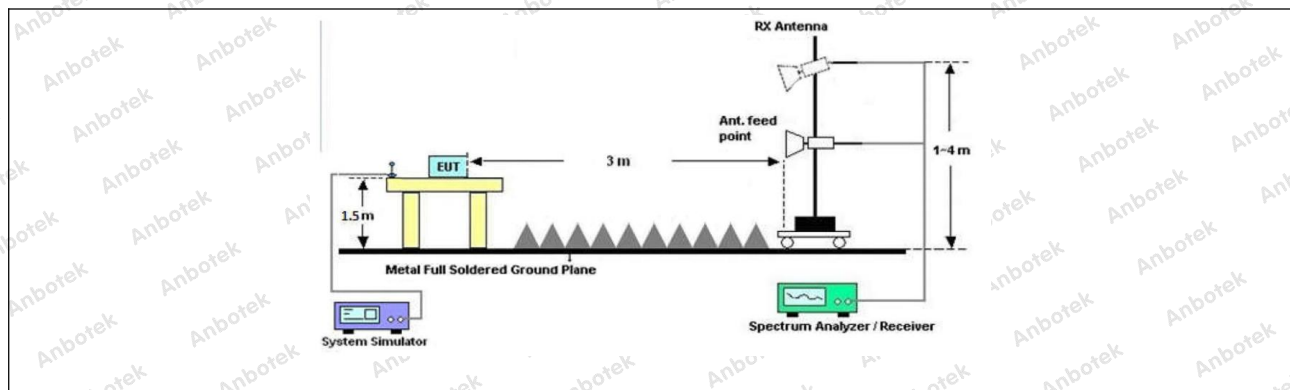 RX Antenna
Ant. feed
point
3 m
1~4 m
EUT
1.5 m
Metal Full Soldered Ground Plane
Spectrum Analyzer / Receiver
System Simulator
Anbotek